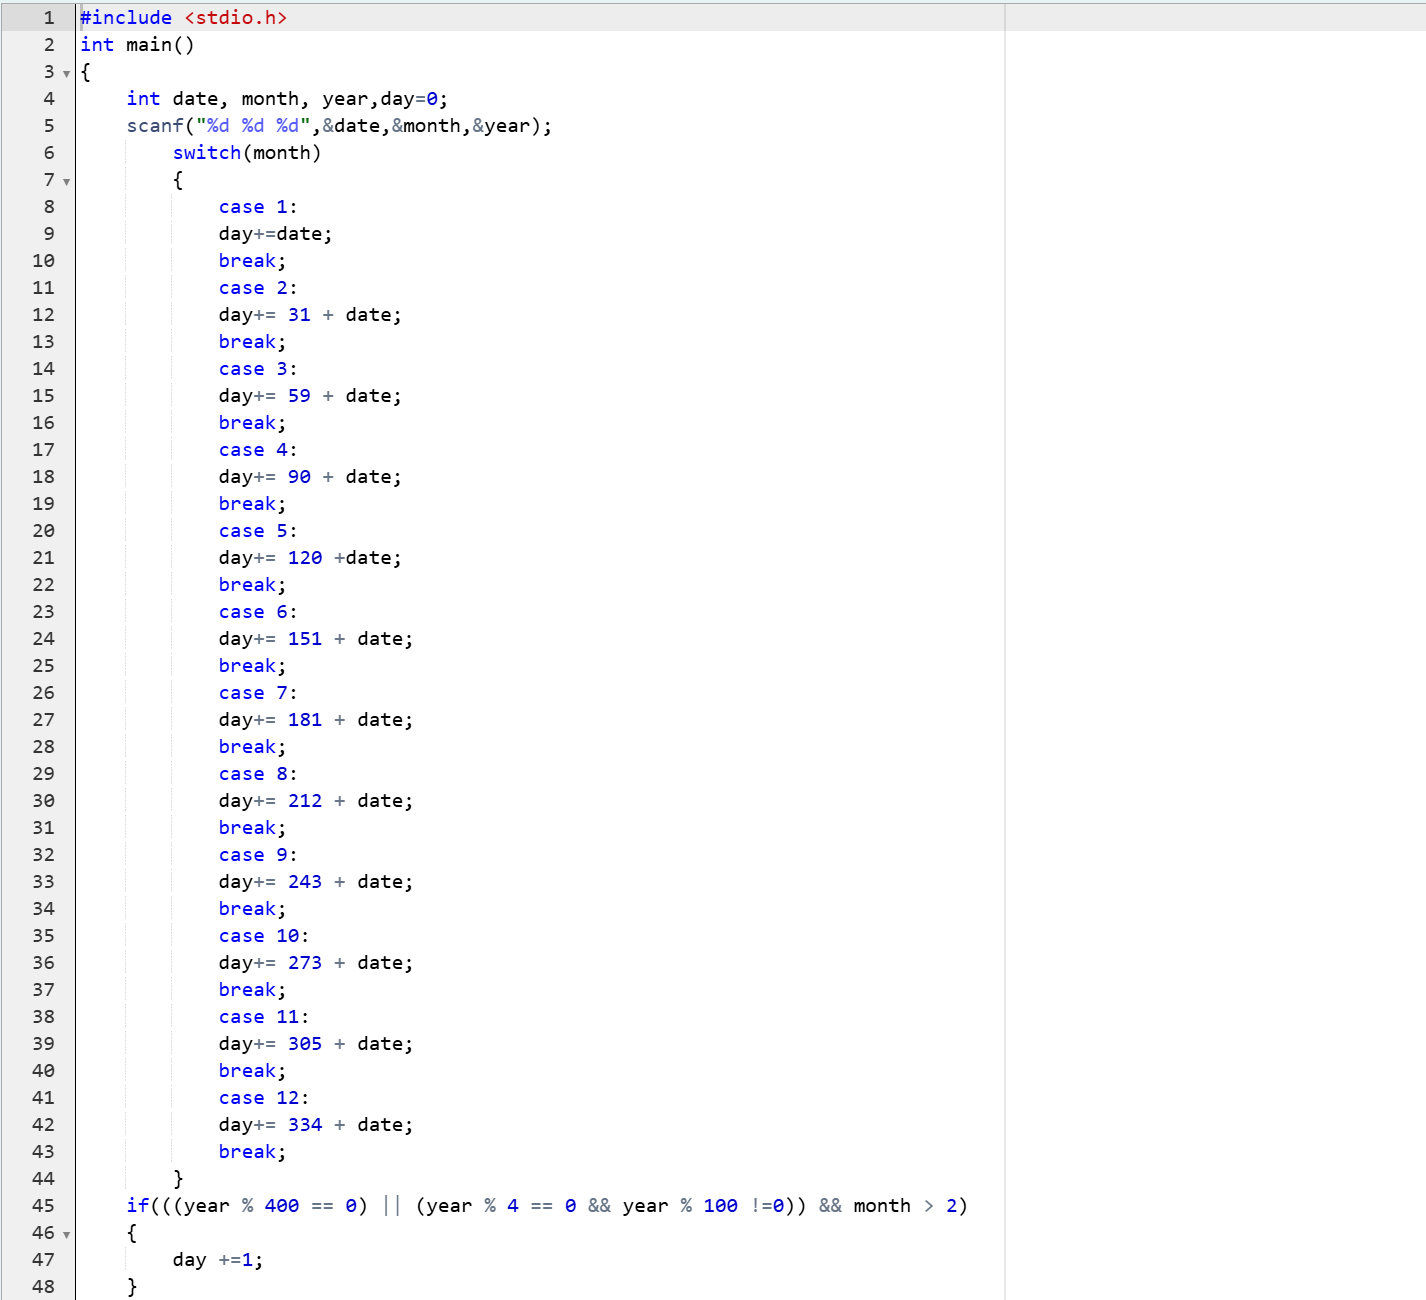 1 #include <stdio.h>
2 int main()
3 {
4 int date, month, year,day=0;
5 scanf("%d %d %d",&date,&month,&year);
6 switch(month)
7 {
8 case 1:
9 day+=date;
10 break;
11 case 2:
12 day+= 31 + date;
13 break;
14 case 3:
15 day+= 59 + date;
16 break;
17 case 4:
18 day+= 90 + date;
19 break;
20 case 5:
21 day+= 120 +date;
22 break;
23 case 6:
24 day+= 151 + date;
25 break;
26 case 7:
27 day+= 181 + date;
28 break;
29 case 8:
30 day+= 212 + date;
31 break;
32 case 9:
33 day+= 243 + date;
34 break;
35 case 10:
36 day+= 273 + date;
37 break;
38 case 11:
39 day+= 305 + date;
40 break;
41 case 12:
42 day+= 334 + date;
43 break;
44 }
45 if(((year % 400 == 0) || (year % 4 == 0 && year % 100 !=0)) && month > 2)
46 {
47 day +=1;
48 }